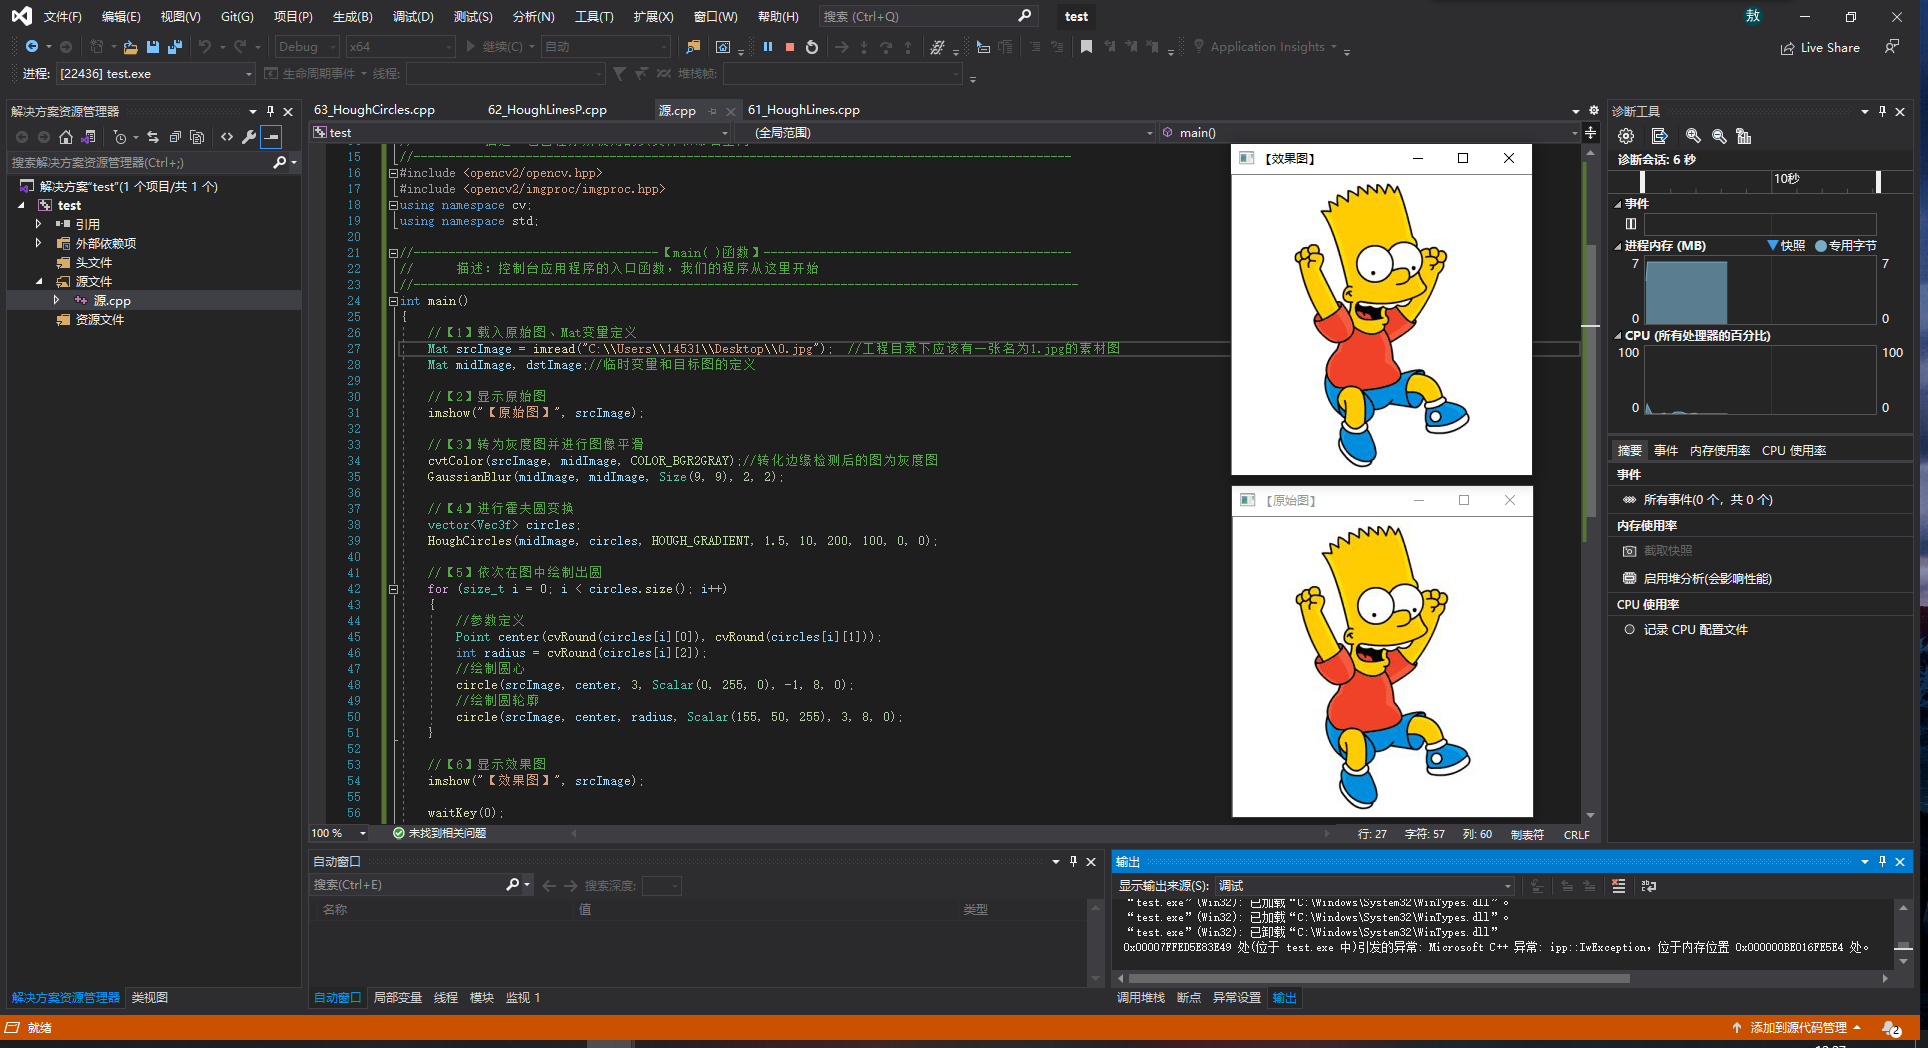 文件(F) 编辑(E) 视图(V) Git(G) 项目(P) 生成(B) 调试(D) 测试(S) 分析(N) 工具(T) 扩展(X) 窗口(W) 帮助(H) 搜索 (Ctrl+Q) test 敖
Debug x64 继续(C) 自动 Application Insights Live Share
进程: [22436] test.exe 生命周期事件 线程: 堆栈帧:
解决方案资源管理器
搜索解决方案资源管理器(Ctrl+;)
解决方案"test"(1 个项目/共 1 个)
test
引用
外部依赖项
头文件
源文件
源.cpp
资源文件
解决方案资源管理器 类视图
63_HoughCircles.cpp 62_HoughLinesP.cpp 源.cpp 61_HoughLines.cpp
test (全局范围) main()
15 //----------------------------------------------------------------------------------------------
16 #include <opencv2/opencv.hpp>
17 #include <opencv2/imgproc/imgproc.hpp>
18 using namespace cv;
19 using namespace std;
20
21 //-----------------------------------【main( )函数】--------------------------------------------
22 // 描述：控制台应用程序的入口函数，我们的程序从这里开始
23 //-----------------------------------------------------------------------------------------------
24 int main()
25 {
26 //【1】载入原始图、Mat变量定义
27 Mat srcImage = imread("C:\\Users\\14531\\Desktop\\0.jpg"); //工程目录下应该有一张名为1.jpg的素材图
28 Mat midImage, dstImage;//临时变量和目标图的定义
29
30 //【2】显示原始图
31 imshow("【原始图】", srcImage);
32
33 //【3】转为灰度图并进行图像平滑
34 cvtColor(srcImage, midImage, COLOR_BGR2GRAY);//转化边缘检测后的图为灰度图
35 GaussianBlur(midImage, midImage, Size(9, 9), 2, 2);
36
37 //【4】进行霍夫圆变换
38 vector<Vec3f> circles;
39 HoughCircles(midImage, circles, HOUGH_GRADIENT, 1.5, 10, 200, 100, 0, 0);
40
41 //【5】依次在图中绘制出圆
42 for (size_t i = 0; i < circles.size(); i++)
43 {
44 //参数定义
45 Point center(cvRound(circles[i][0]), cvRound(circles[i][1]));
46 int radius = cvRound(circles[i][2]);
47 //绘制圆心
48 circle(srcImage, center, 3, Scalar(0, 255, 0), -1, 8, 0);
49 //绘制圆轮廓
50 circle(srcImage, center, radius, Scalar(155, 50, 255), 3, 8, 0);
51 }
52
53 //【6】显示效果图
54 imshow("【效果图】", srcImage);
55
56 waitKey(0);
100 % 未找到相关问题 行: 27 字符: 57 列: 60 制表符 CRLF
【效果图】
【原始图】
诊断工具
诊断会话: 6 秒
10秒
事件
进程内存 (MB) 快照 专用字节
7 7
0 0
CPU (所有处理器的百分比)
100 100
0 0
摘要 事件 内存使用率 CPU 使用率
事件
所有事件(0 个，共 0 个)
内存使用率
截取快照
启用堆分析(会影响性能)
CPU 使用率
记录 CPU 配置文件
自动窗口
搜索(Ctrl+E) 搜索深度:
名称 值 类型
自动窗口 局部变量 线程 模块 监视 1
输出
显示输出来源(S): 调试
“test.exe”(Win32): 已加载“C:\Windows\System32\WinTypes.dll”。
“test.exe”(Win32): 已加载“C:\Windows\System32\WinTypes.dll”。
“test.exe”(Win32): 已卸载“C:\Windows\System32\WinTypes.dll”
0x00007FFED5E83E49 处(位于 test.exe 中)引发的异常: Microsoft C++ 异常: ipp::IwException，位于内存位置 0x000000BE016FE5E4 处。
调用堆栈 断点 异常设置 输出
就绪 添加到源代码管理 2